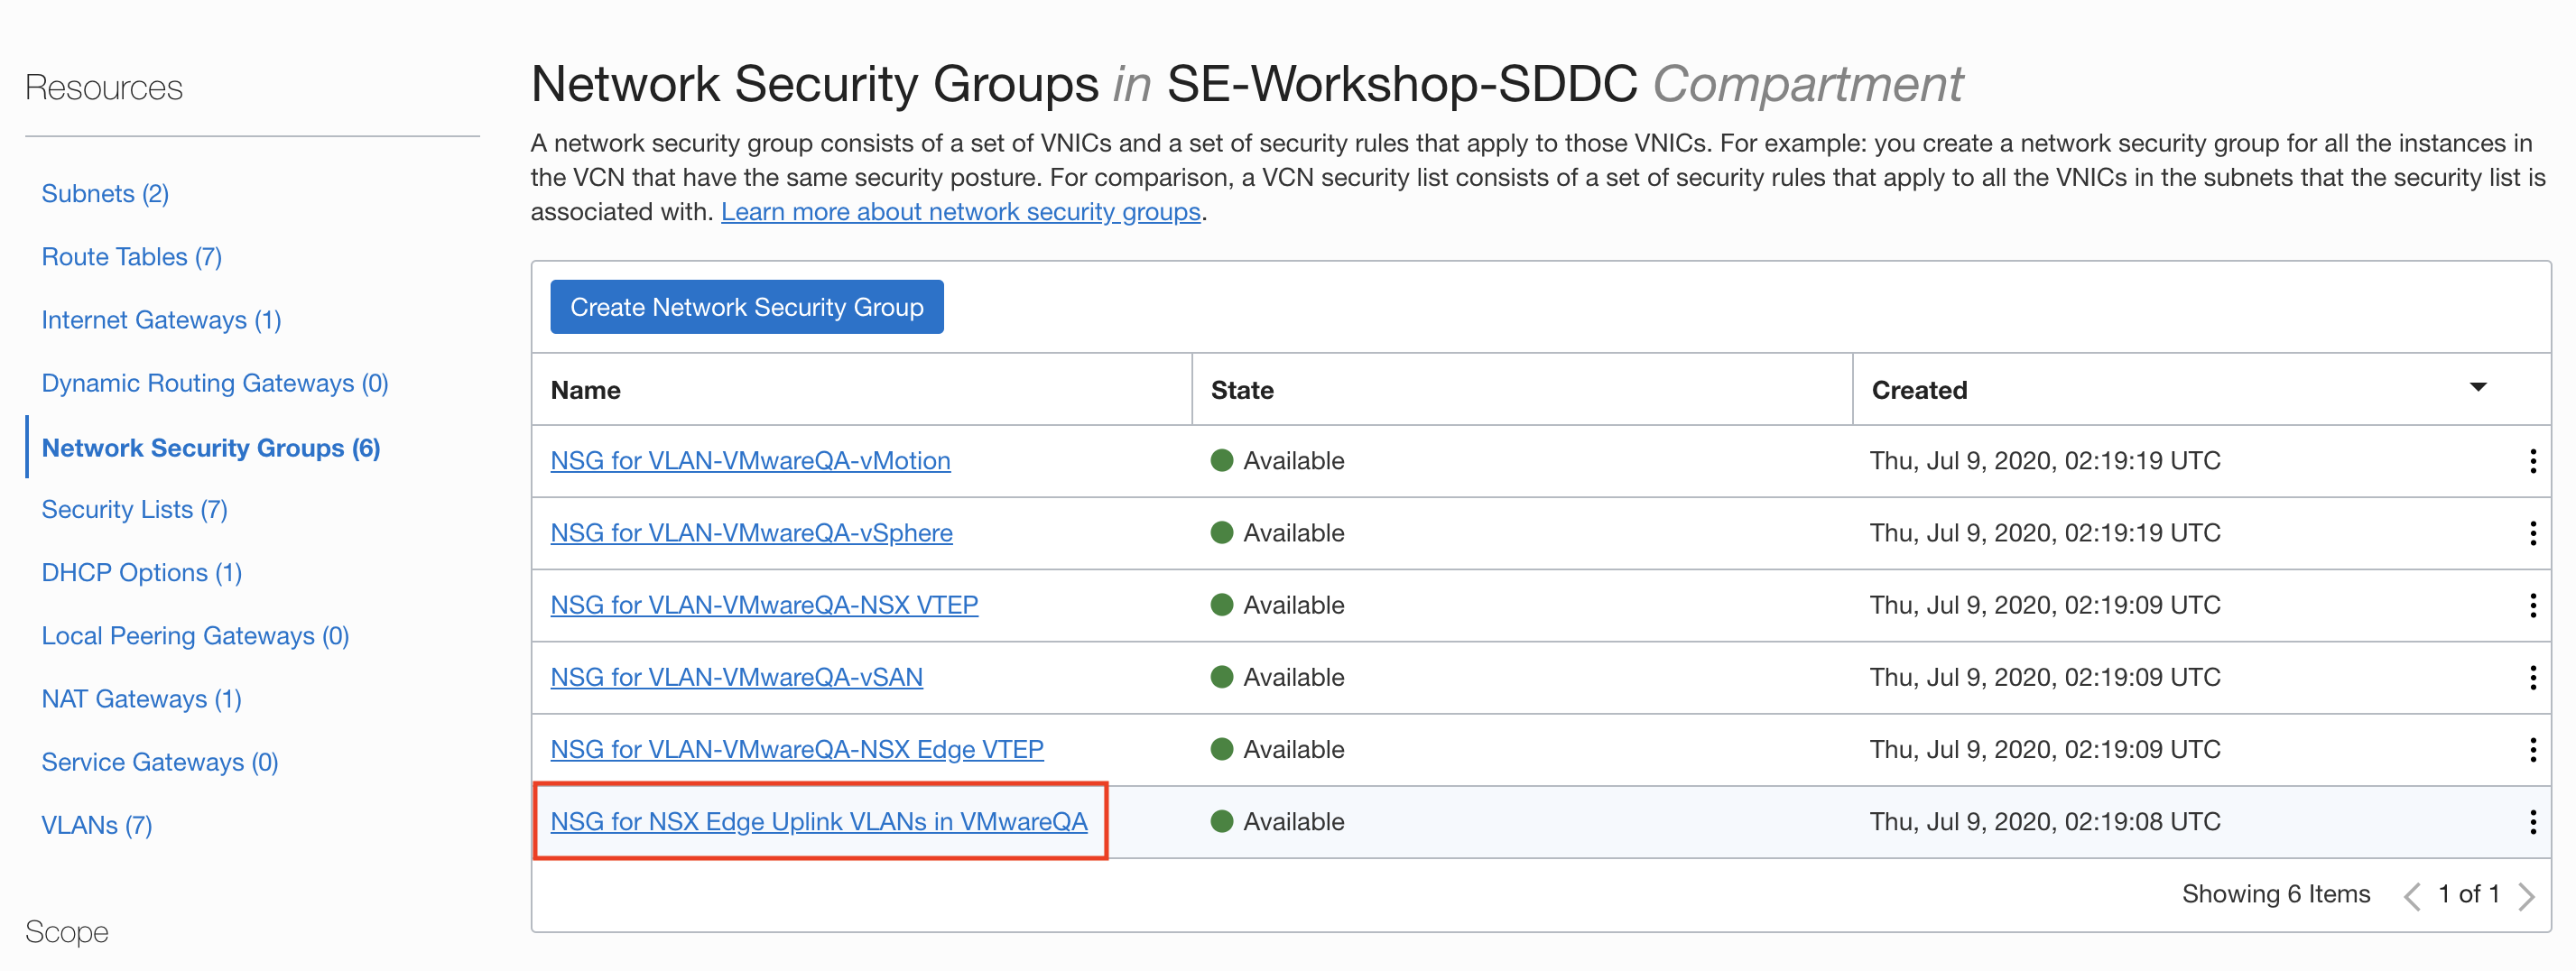 Resources
Subnets (2)
Route Tables (7)
Internet Gateways (1)
Dynamic Routing Gateways (0)
Network Security Groups (6)
Security Lists (7)
DHCP Options (1)
Local Peering Gateways (0)
NAT Gateways (1)
Service Gateways (0)
VLANs (7)
Scope
Network Security Groups in SE-Workshop-SDDC Compartment
A network security group consists of a set of VNICs and a set of security rules that apply to those VNICs. For example: you create a network security group for all the instances in
the VCN that have the same security posture. For comparison, a VCN security list consists of a set of security rules that apply to all the VNICs in the subnets that the security list is
associated with. Learn more about network security groups.
Create Network Security Group
Name State Created
NSG for VLAN-VMwareQA-vMotion Available Thu, Jul 9, 2020, 02:19:19 UTC
NSG for VLAN-VMwareQA-vSphere Available Thu, Jul 9, 2020, 02:19:19 UTC
NSG for VLAN-VMwareQA-NSX VTEP Available Thu, Jul 9, 2020, 02:19:09 UTC
NSG for VLAN-VMwareQA-vSAN Available Thu, Jul 9, 2020, 02:19:09 UTC
NSG for VLAN-VMwareQA-NSX Edge VTEP Available Thu, Jul 9, 2020, 02:19:09 UTC
NSG for NSX Edge Uplink VLANs in VMwareQA Available Thu, Jul 9, 2020, 02:19:08 UTC
Showing 6 Items 1 of 1